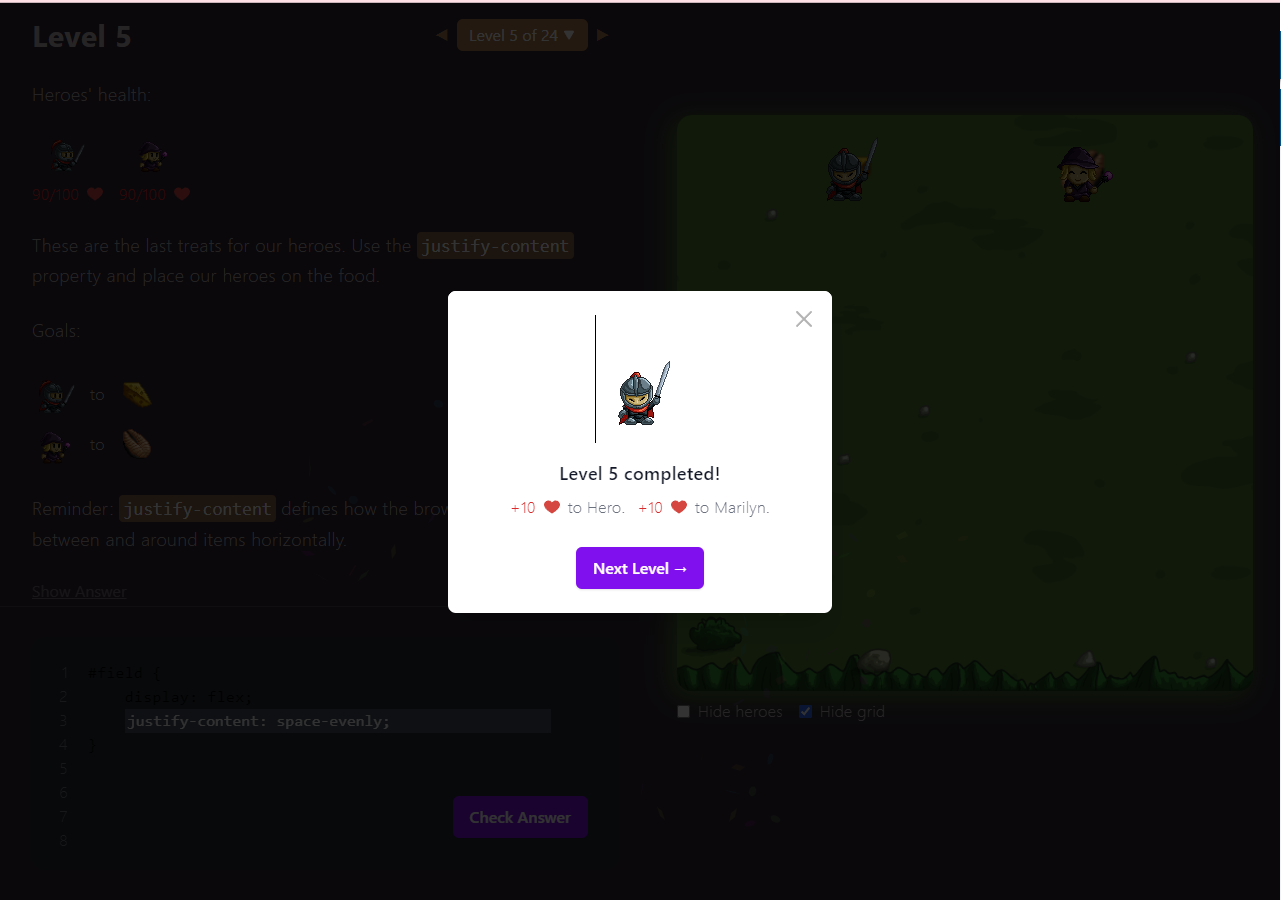 Level 5
◀ Level 5 of 24 ▼ ▶
Heroes' health:
90/100 ♥ 90/100 ♥
These are the last treats for our heroes. Use the justify-content
property and place our heroes on the food.
Goals:
to
to
Reminder: justify-content defines how the brow
between and around items horizontally.
Show Answer
1 #field {
2 display: flex;
3 justify-content: space-evenly;
4 }
5
6
7
8
Check Answer
Level 5 completed!
+10 ♥ to Hero. +10 ♥ to Marilyn.
Next Level →
Hide heroes Hide grid